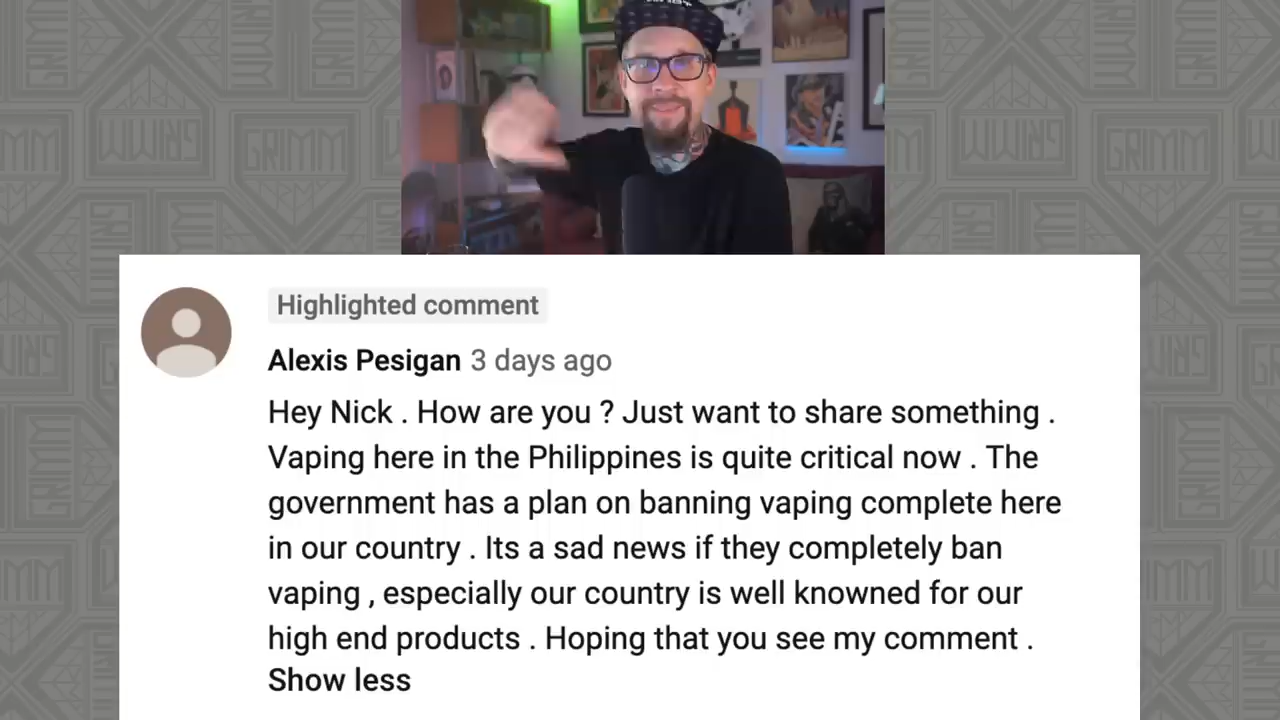 Highlighted comment
Alexis Pesigan 3 days ago
Hey Nick . How are you ? Just want to share something .
Vaping here in the Philippines is quite critical now . The
government has a plan on banning vaping complete here
in our country . Its a sad news if they completely ban
vaping , especially our country is well knowned for our
high end products . Hoping that you see my comment .
Show less